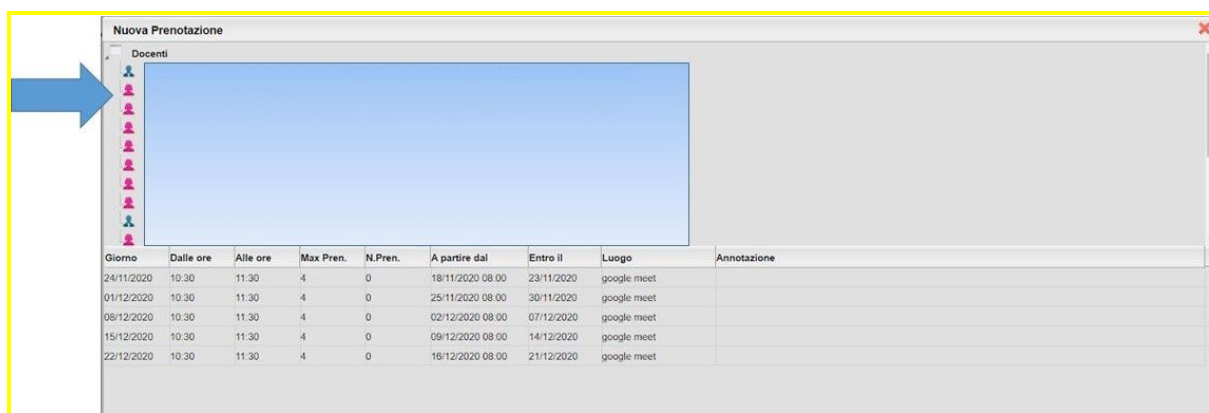 Nuova Prenotazione
Docenti
Giorno Dalle ore Alle ore Max Pren. N.Pren. A partire dal Entro il Luogo Annotazione
24/11/2020 10:30 11:30 4 0 18/11/2020 08:00 23/11/2020 google meet
01/12/2020 10:30 11:30 4 0 25/11/2020 08:00 30/11/2020 google meet
08/12/2020 10:30 11:30 4 0 02/12/2020 08:00 07/12/2020 google meet
15/12/2020 10:30 11:30 4 0 09/12/2020 08:00 14/12/2020 google meet
22/12/2020 10:30 11:30 4 0 16/12/2020 08:00 21/12/2020 google meet